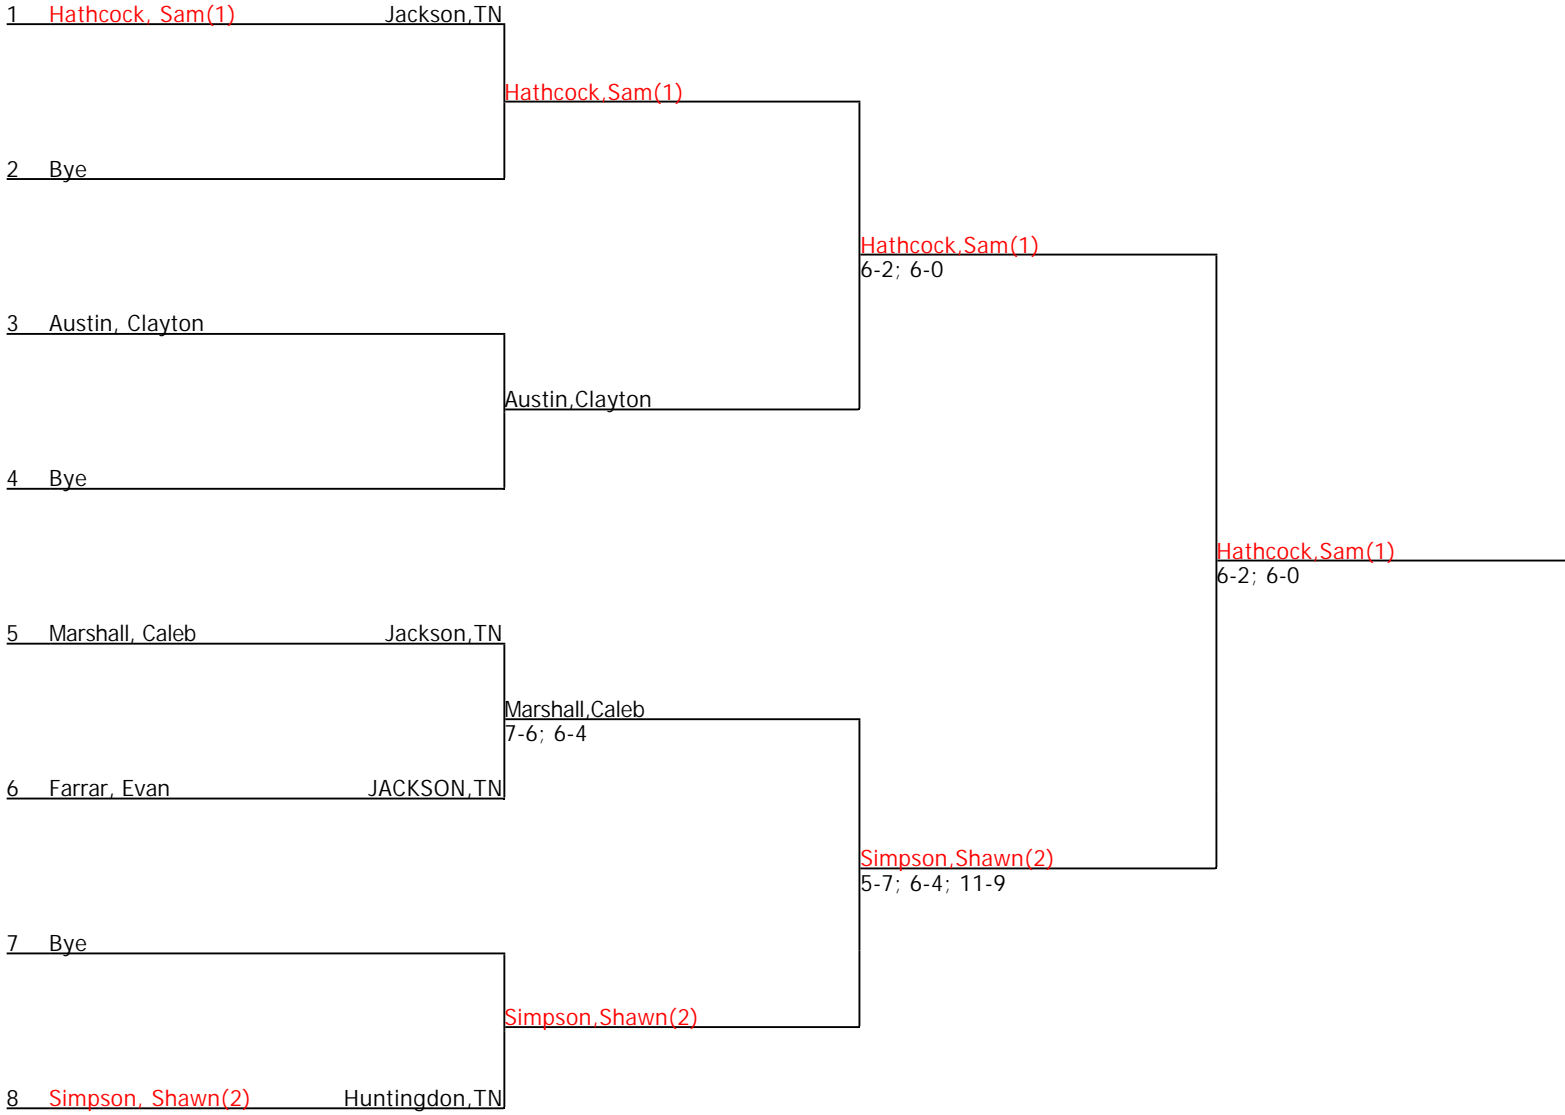 1 Hathcock, Sam(1) Jackson,TN
Hathcock,Sam(1)
2 Bye
Hathcock,Sam(1)
6-2; 6-0
3 Austin, Clayton
Austin,Clayton
4 Bye
Hathcock,Sam(1)
6-2; 6-0
5 Marshall, Caleb Jackson,TN
Marshall,Caleb
7-6; 6-4
6 Farrar, Evan JACKSON,TN
Simpson,Shawn(2)
5-7; 6-4; 11-9
7 Bye
Simpson,Shawn(2)
8 Simpson, Shawn(2) Huntingdon,TN